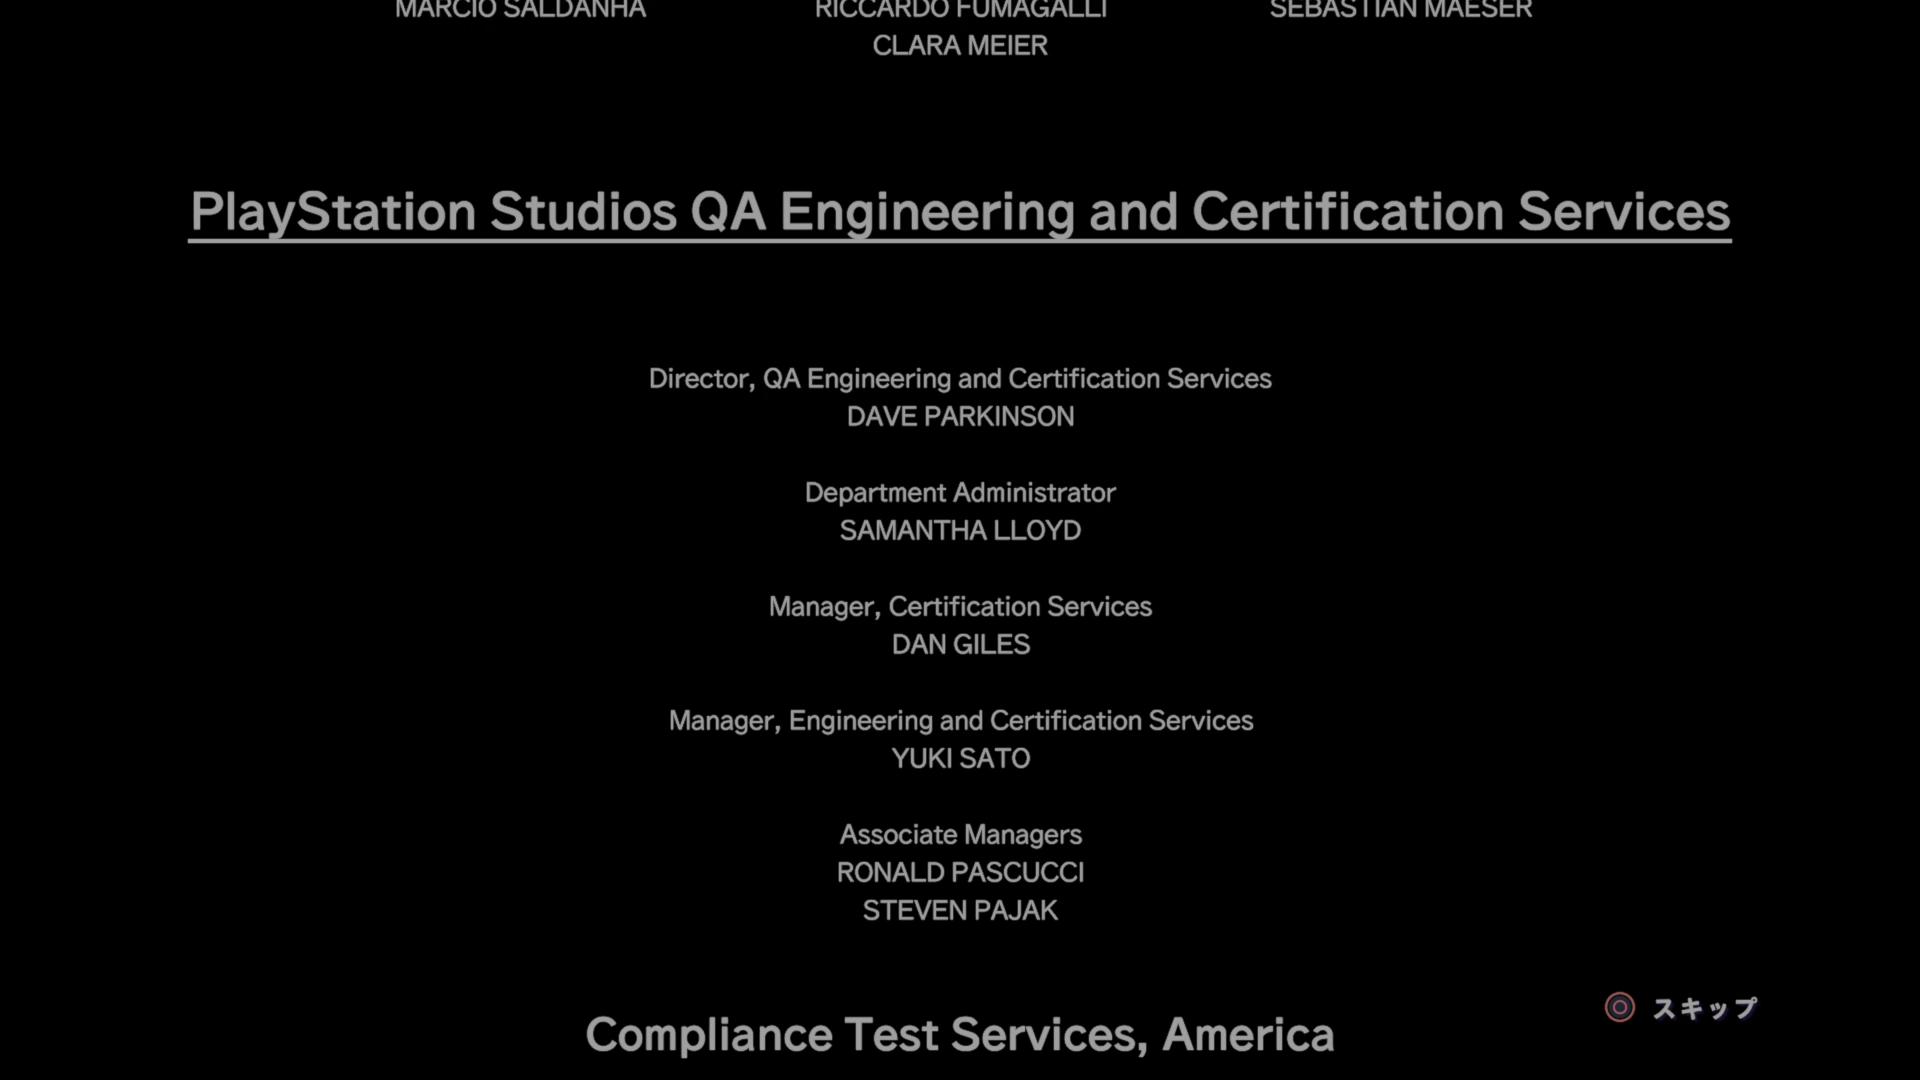 MARCIO SALDANHA RICCARDO FUMAGALLI SEBASTIAN MAESER
CLARA MEIER
PlayStation Studios QA Engineering and Certification Services
Director, QA Engineering and Certification Services
DAVE PARKINSON
Department Administrator
SAMANTHA LLOYD
Manager, Certification Services
DAN GILES
Manager, Engineering and Certification Services
YUKI SATO
Associate Managers
RONALD PASCUCCI
STEVEN PAJAK
スキップ
Compliance Test Services, America